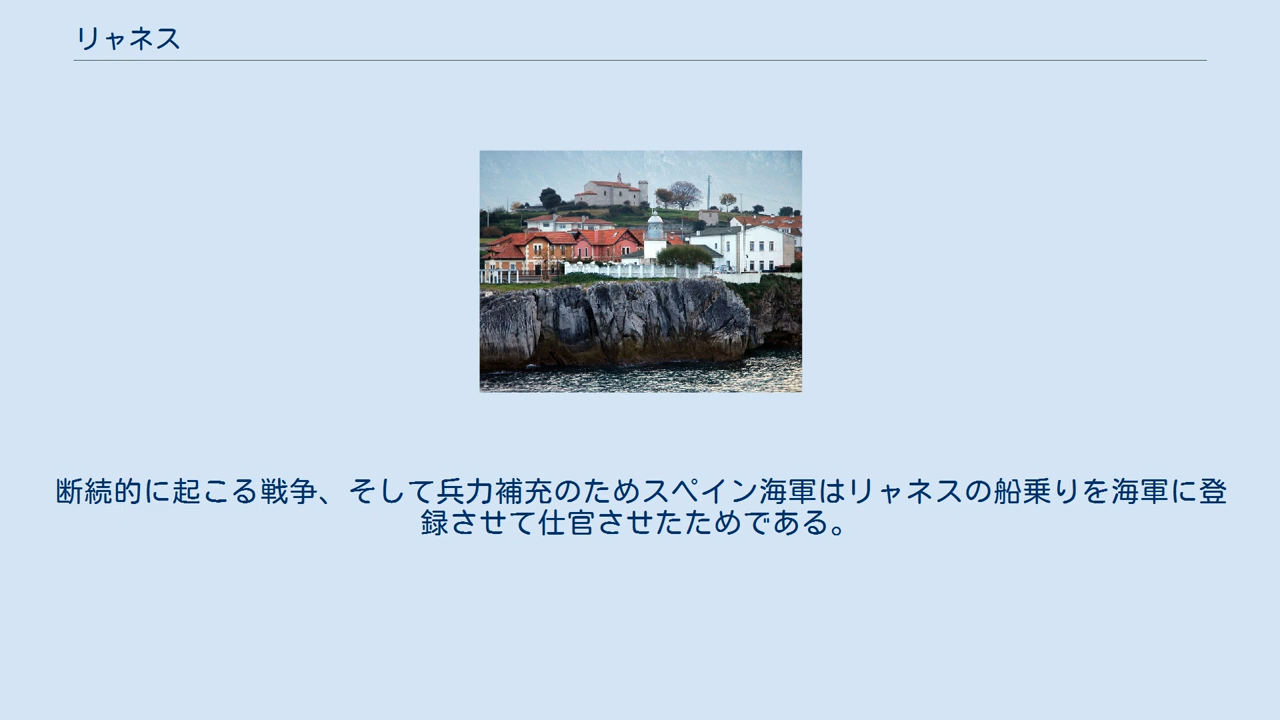 リャネス
断続的に起こる戦争、そして兵力補充のためスペイン海軍はリャネスの船乗りを海軍に登
録させて仕官させたためである。